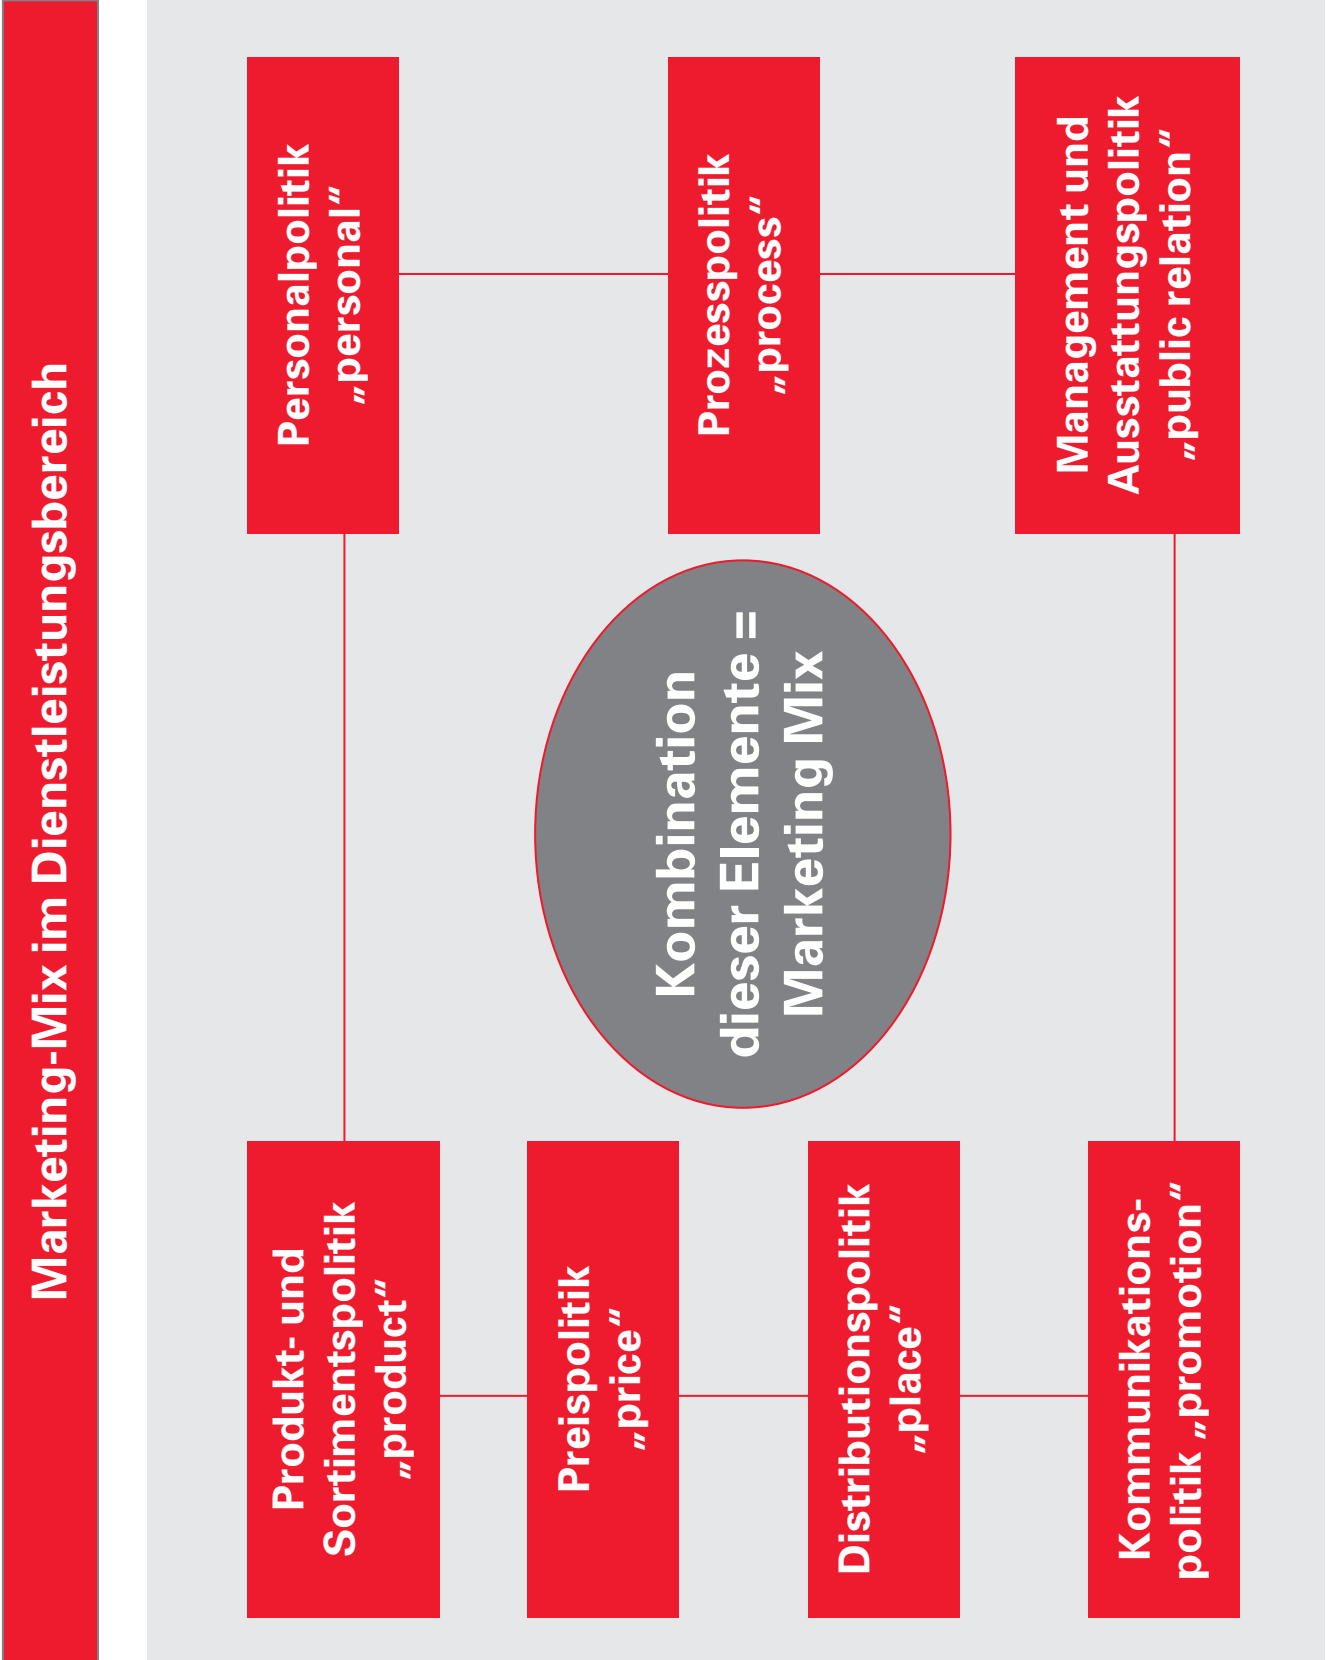 Marketing-Mix im Dienstleistungsbereich
Produkt- und
Sortimentspolitik
„product“
Preispolitik
„price“
Distributionspolitik
„place“
Kommunikations-
politik „promotion“
Kombination
dieser Elemente =
Marketing Mix
Personalpolitik
„personal“
Prozesspolitik
„process“
Management und
Ausstattungspolitik
„public relation“